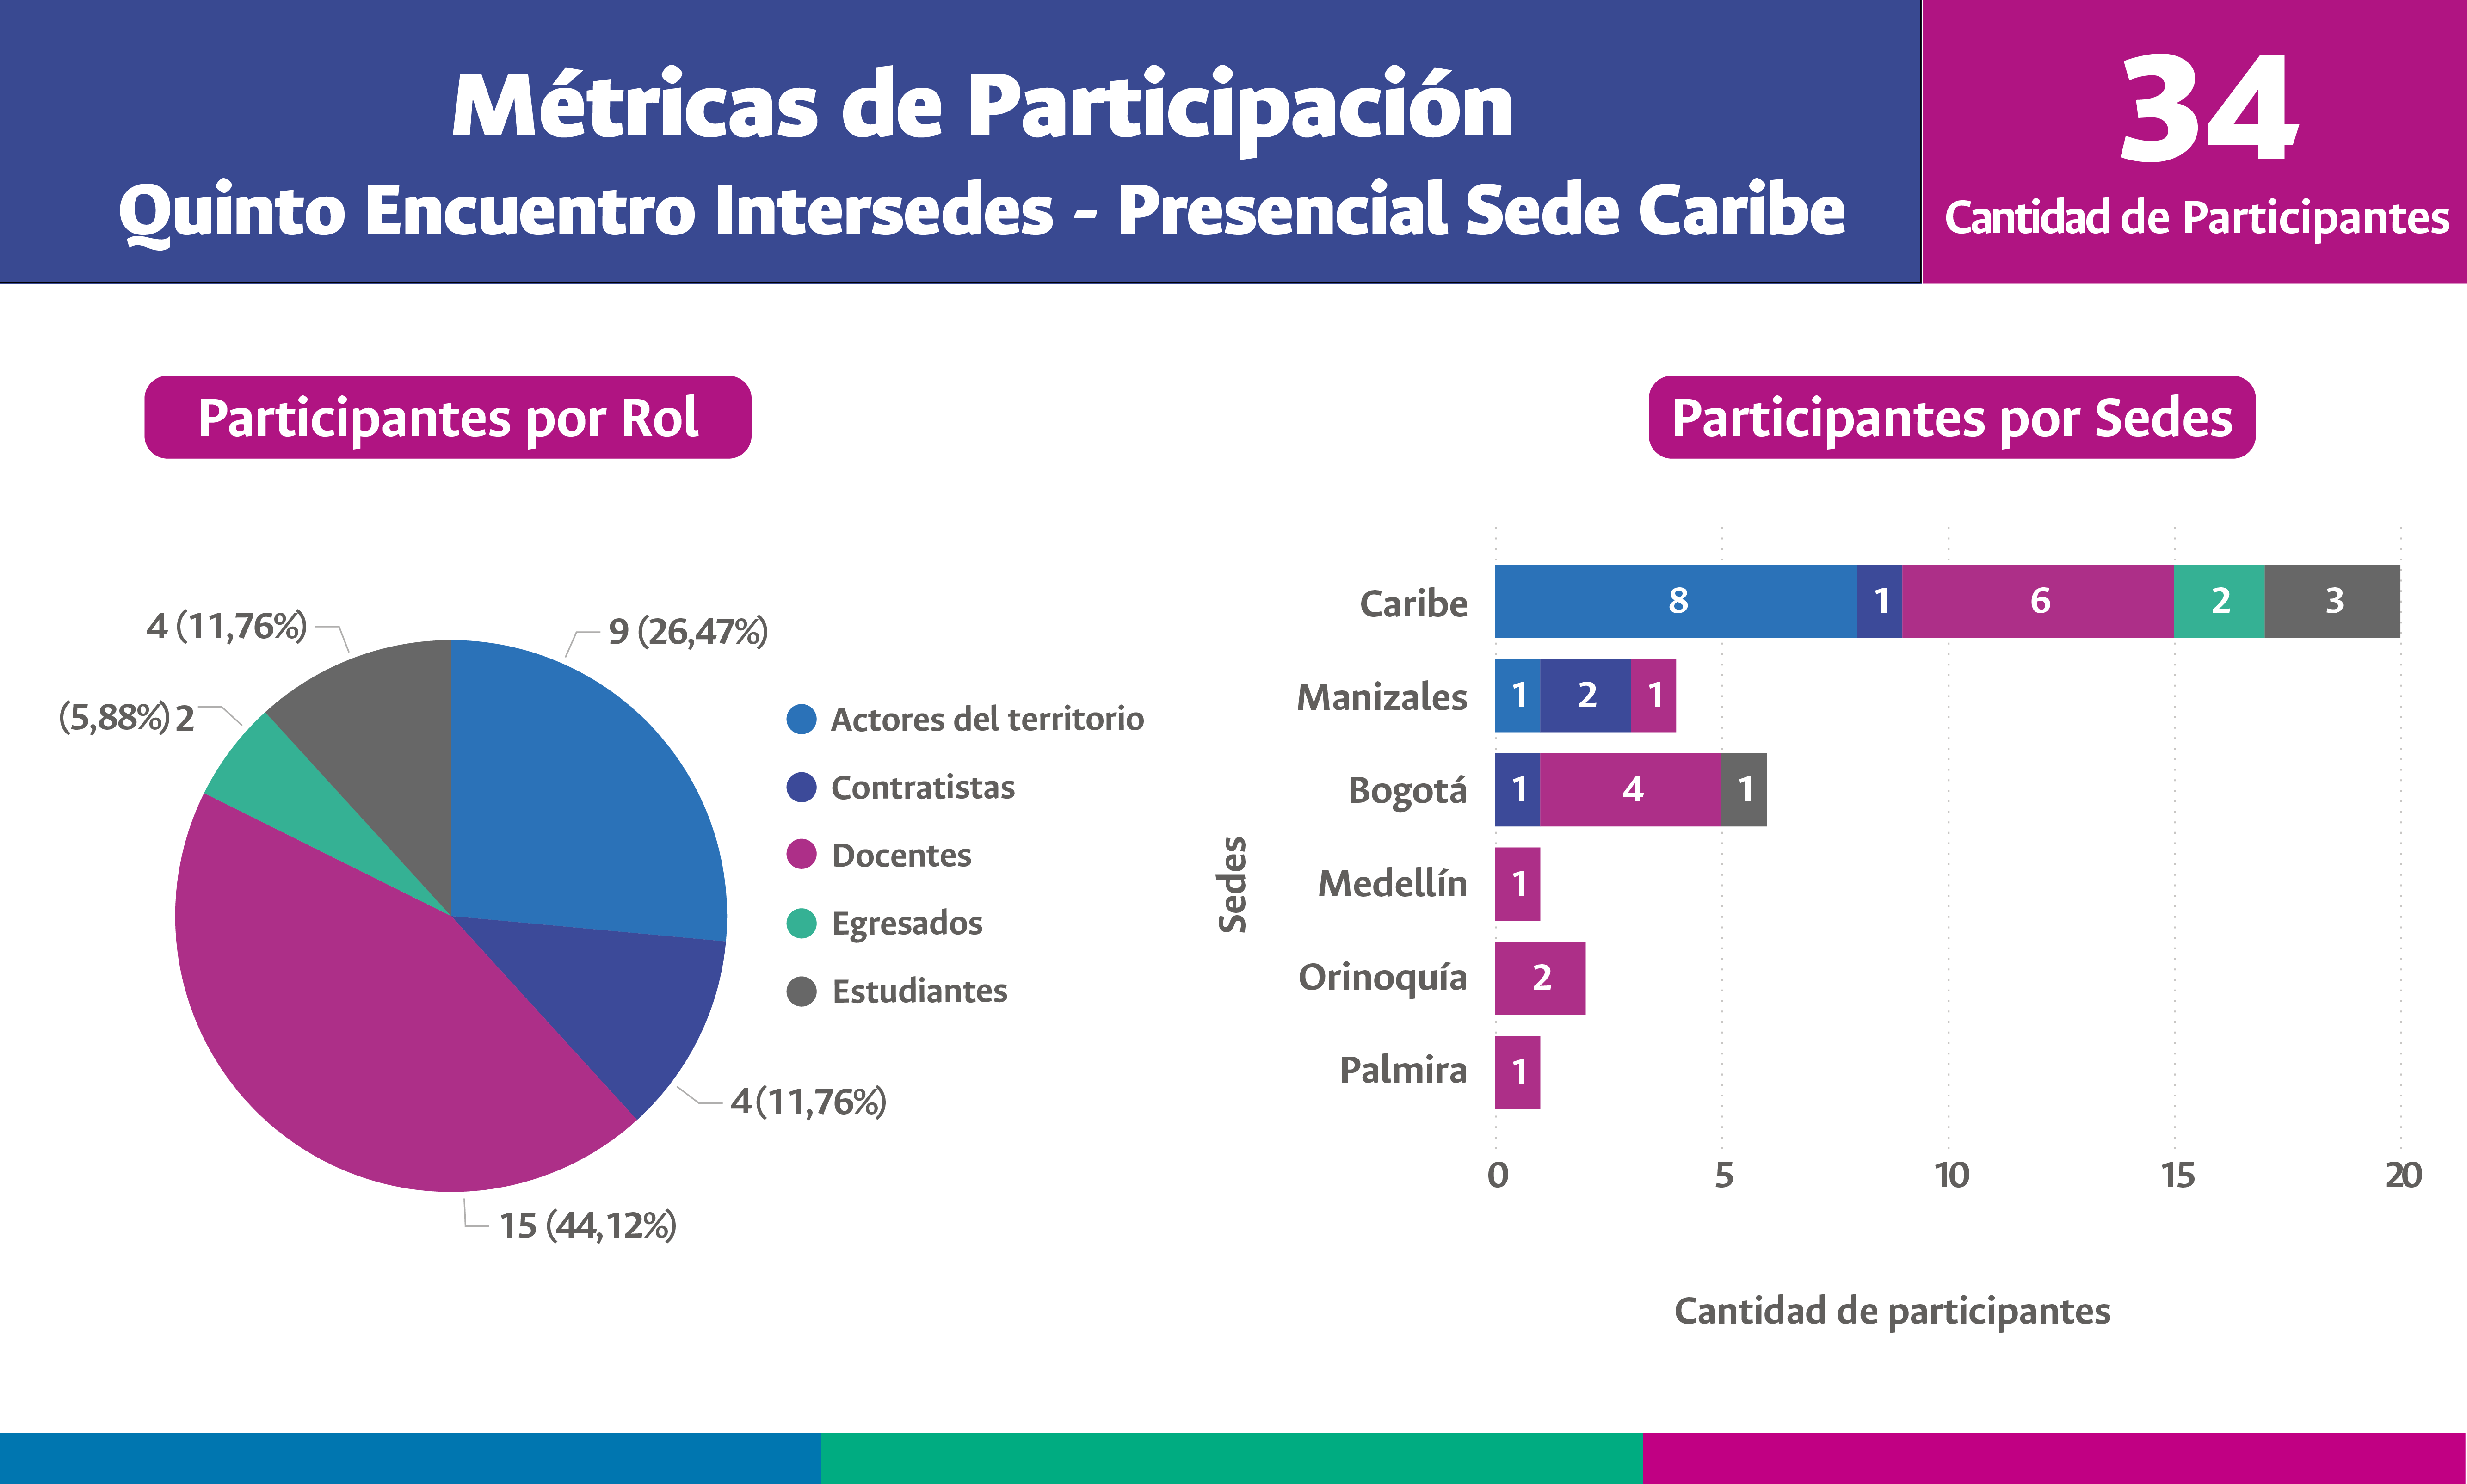 Métricas de Participación
Quinto Encuentro Intersedes - Presencial Sede Caribe
34
Cantidad de Participantes
Participantes por Rol
4 (11,76%)
9 (26,47%)
(5,88%) 2
4 (11,76%)
15 (44,12%)
Actores del territorio
Contratistas
Docentes
Egresados
Estudiantes
Participantes por Sedes
Sedes
Caribe 8 1 6 2 3
Manizales 1 2 1
Bogotá 1 4 1
Medellín 1
Orinoquía 2
Palmira 1
0 5 10 15 20
Cantidad de participantes